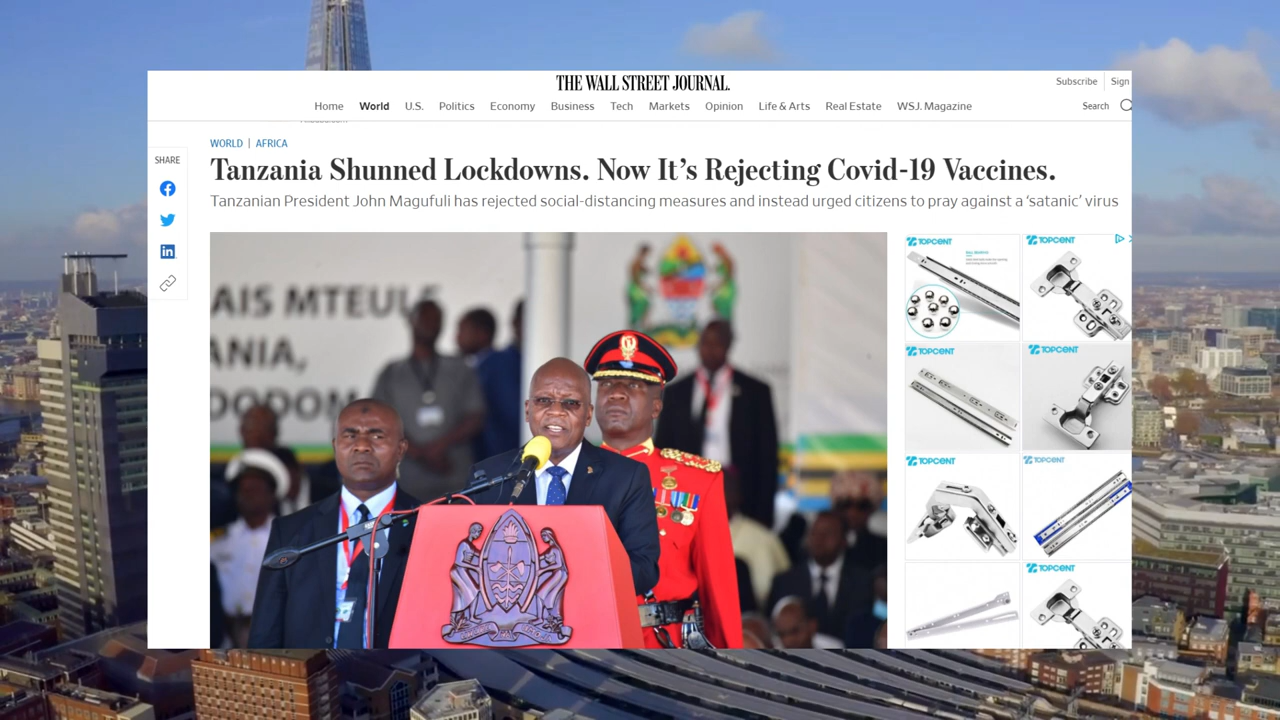 THE WALL STREET JOURNAL.
Subscribe
Sign
Home World U.S. Politics Economy Business Tech Markets Opinion Life & Arts Real Estate WSJ. Magazine
Search
WORLD | AFRICA
SHARE
Tanzania Shunned Lockdowns. Now It's Rejecting Covid-19 Vaccines.
Tanzanian President John Magufuli has rejected social-distancing measures and instead urged citizens to pray against a 'satanic' virus
AIS MTEULE
ANIA,
DODOM
TOPCENT
TOPCENT
TOPCENT
TOPCENT
TOPCENT
TOPCENT
TOPCENT